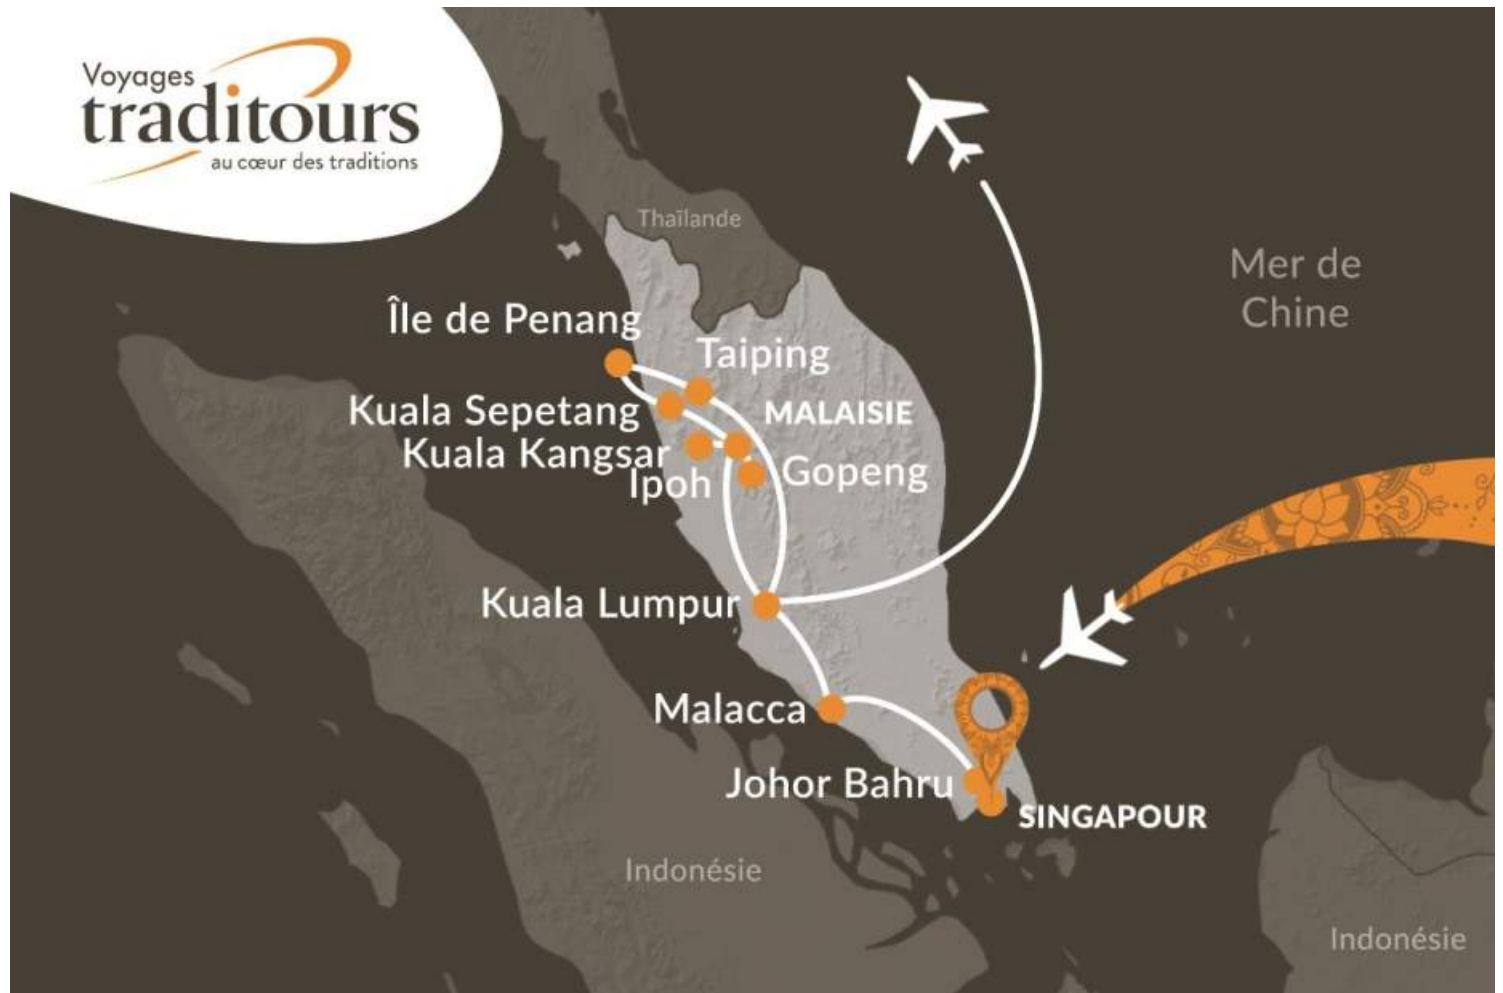 Voyages
traditours
au cœur des traditions
Thaïlande
Mer de
Chine
Île de Penang
Taiping
Kuala Sepetang
MALAISIE
Kuala Kangsar
Gopeng
Ipoh
Kuala Lumpur
Malacca
Johor Bahru
SINGAPOUR
Indonésie
Indonésie